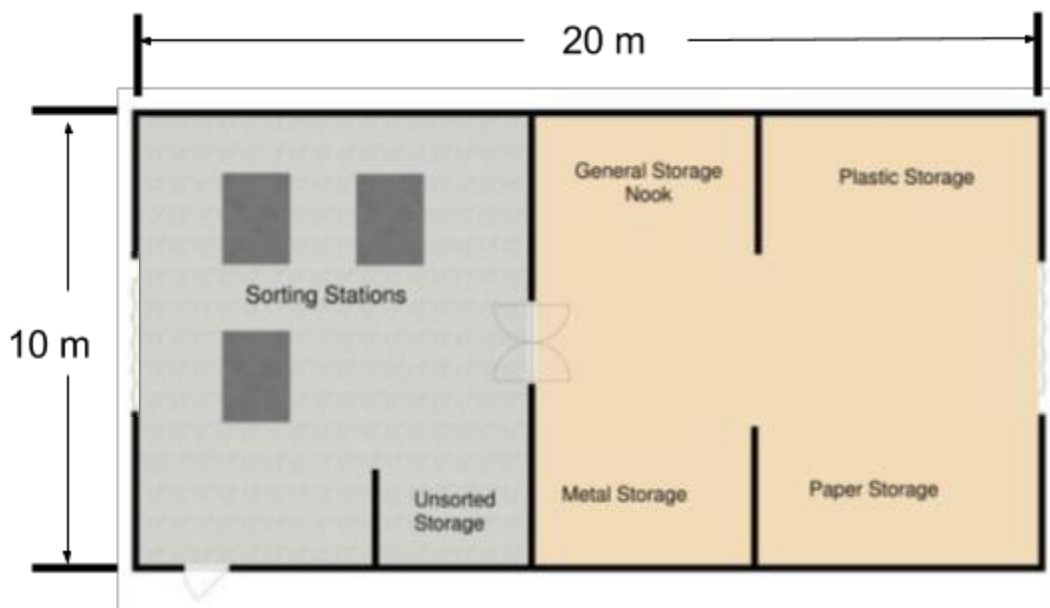 20 m
General Storage
Nook
Plastic Storage
Sorting Stations
10 m
Unsorted
Storage
Metal Storage
Paper Storage